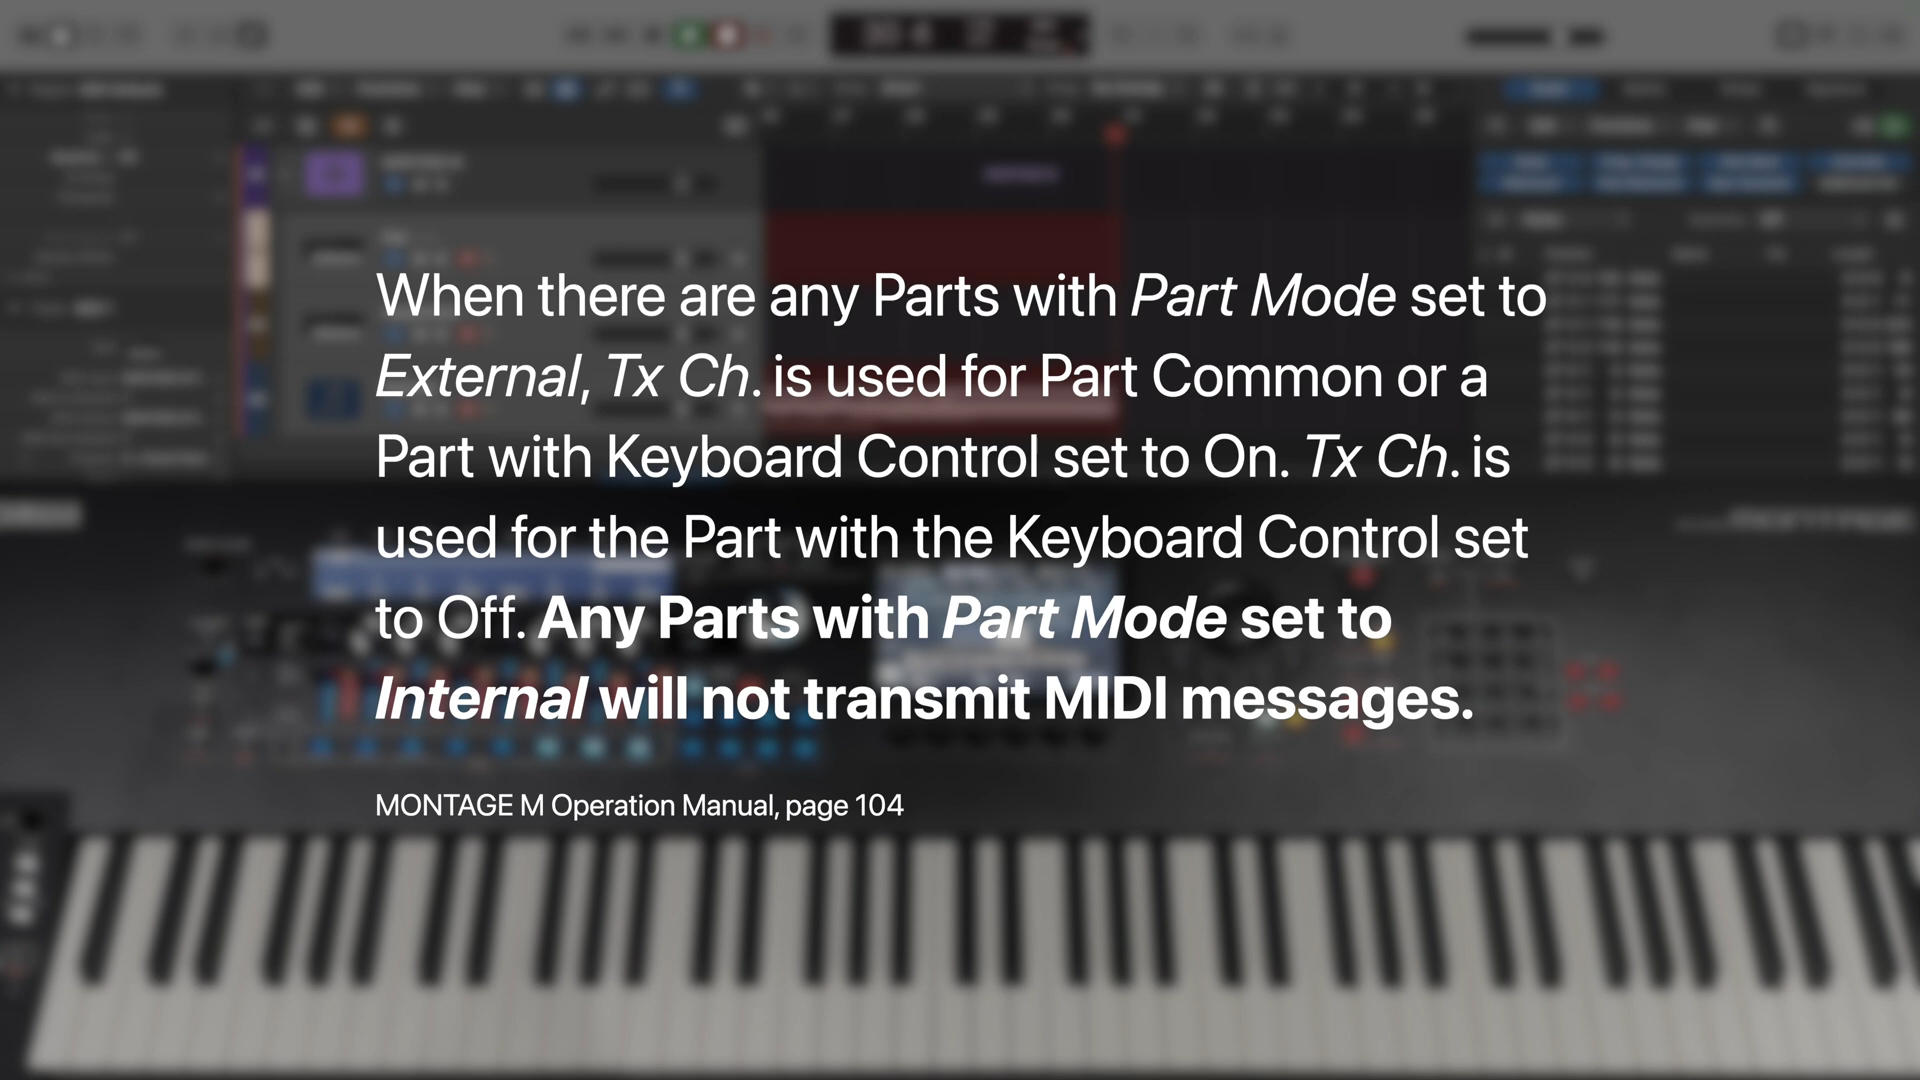 When there are any Parts with Part Mode set to
External, Tx Ch. is used for Part Common or a
Part with Keyboard Control set to On. Tx Ch. is
used for the Part with the Keyboard Control set
to Off. Any Parts with Part Mode set to
Internal will not transmit MIDI messages.
MONTAGE M Operation Manual, page 104